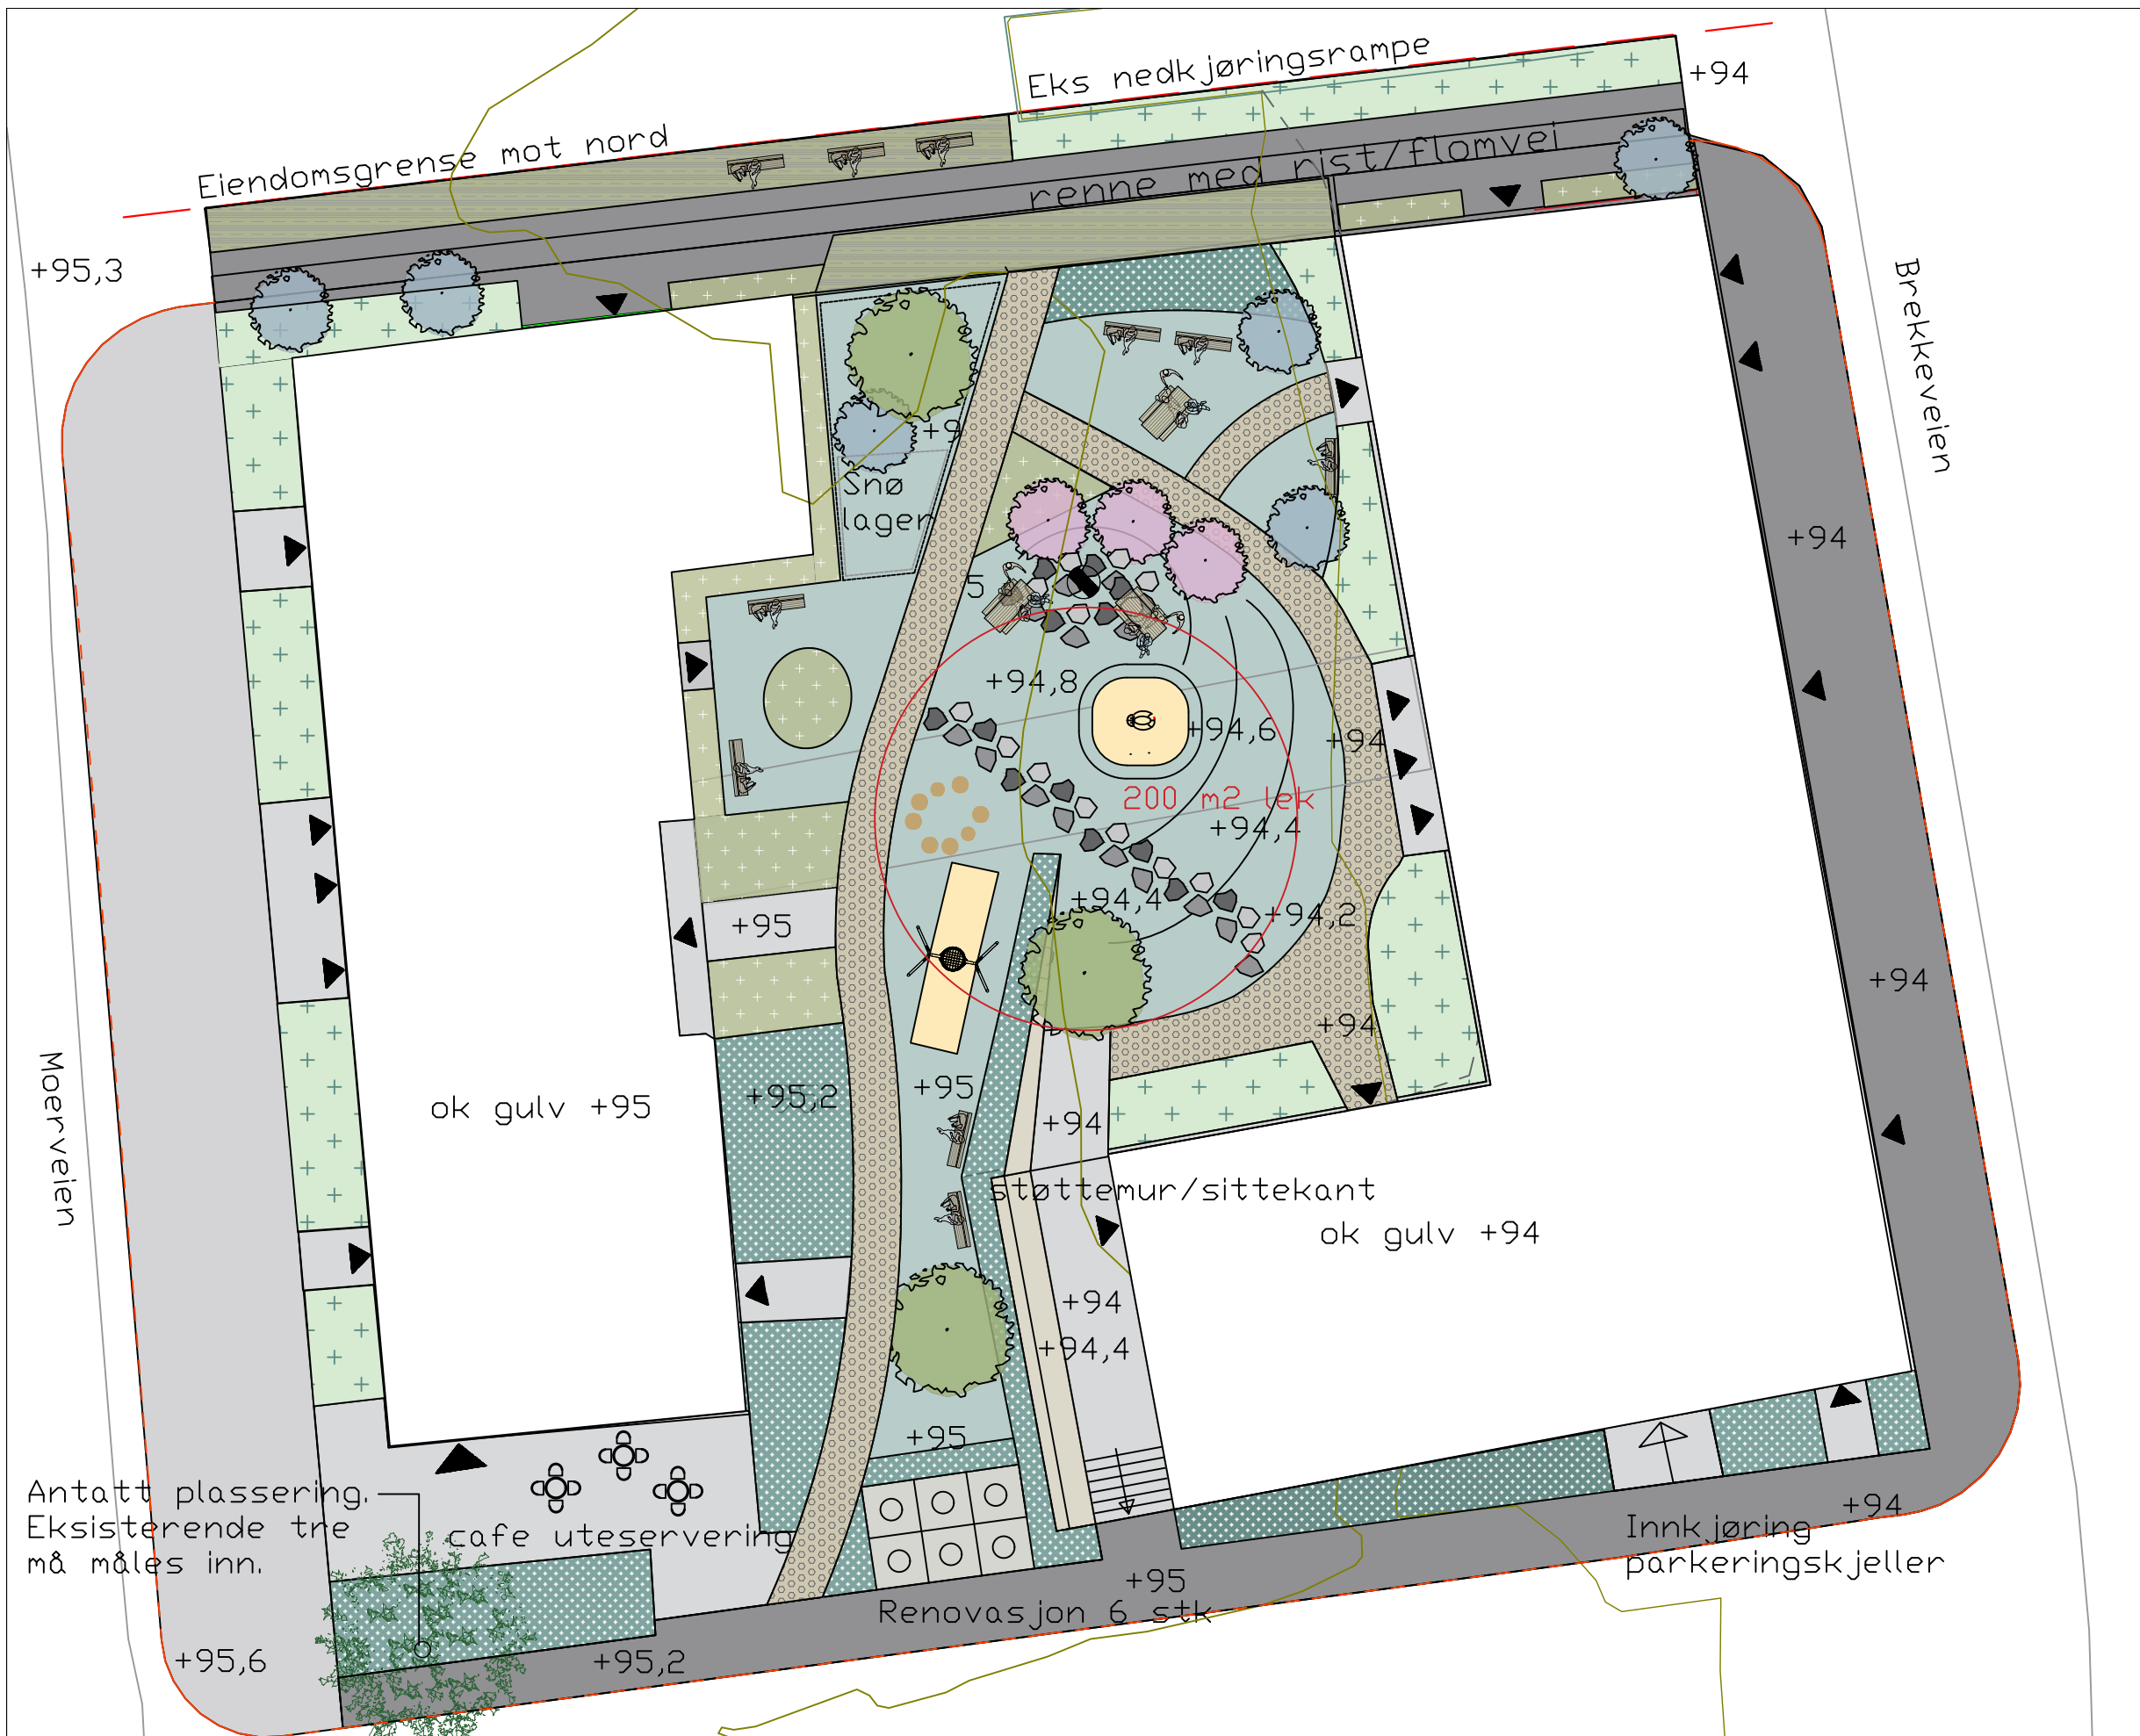 Eks nedkjøringsrampe
+94
Eiendomsgrense mot nord
renne med rist/flomvei
+95,3
Brekkeveien
+9
Snø
lager
+94
5
+94,8
+94,6
+94
200 m2 lek
+94,4
+94,4
+94,2
+95
+94
+94
Moerveien
+95
+95,2
ok gulv +95
+94
støttemur/sittekant
ok gulv +94
+94
+94,4
+95
Antatt plassering.
Eksisterende tre
må måles inn.
cafe uteservering
+94
Innkjøring
parkeringskjeller
+95
Renovasjon 6 stk
+95,6
+95,2